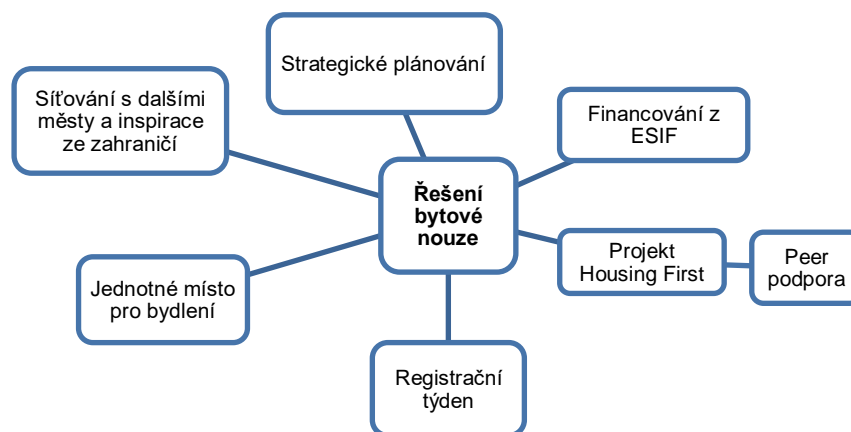 Strategické plánování
Síťování s dalšími
městy a inspirace
ze zahraničí
Financování z
ESIF
Řešení
bytové
nouze
Projekt
Housing First
Peer
podpora
Jednotné místo
pro bydlení
Registrační
týden